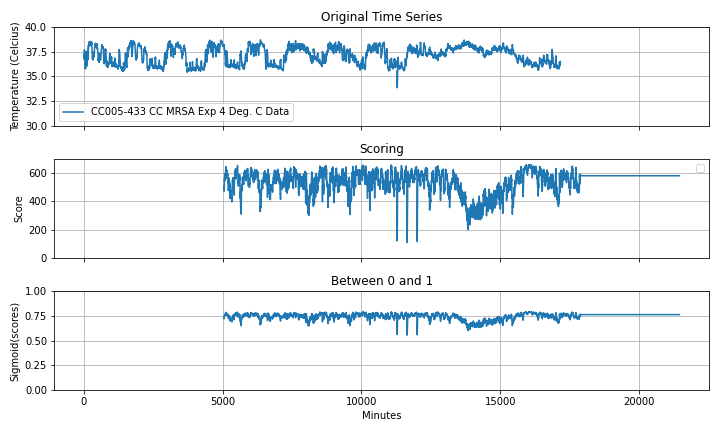 Original Time Series
Temperature (Celcius)
40.0
37.5
35.0
32.5
30.0
CC005-433 CC MRSA Exp 4 Deg. C Data
Scoring
Score
600
400
200
0
Between 0 and 1
Sigmoid(scores)
1.00
0.75
0.50
0.25
0.00
0
5000
10000
15000
20000
Minutes